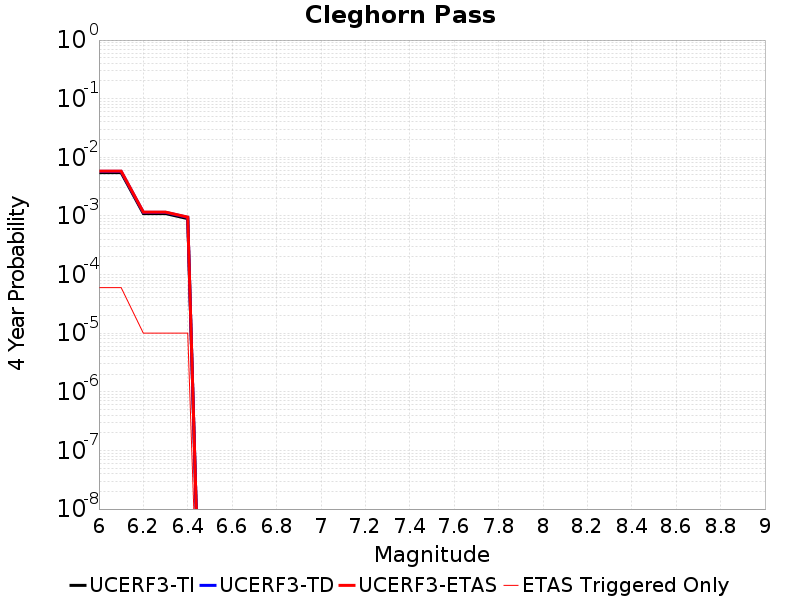 Cleghorn Pass
4 Year Probability
10^0
10^-1
10^-2
10^-3
10^-4
10^-5
10^-6
10^-7
10^-8
6 6.2 6.4 6.6 6.8 7 7.2 7.4 7.6 7.8 8 8.2 8.4 8.6 8.8 9
Magnitude
UCERF3-TI UCERF3-TD UCERF3-ETAS ETAS Triggered Only